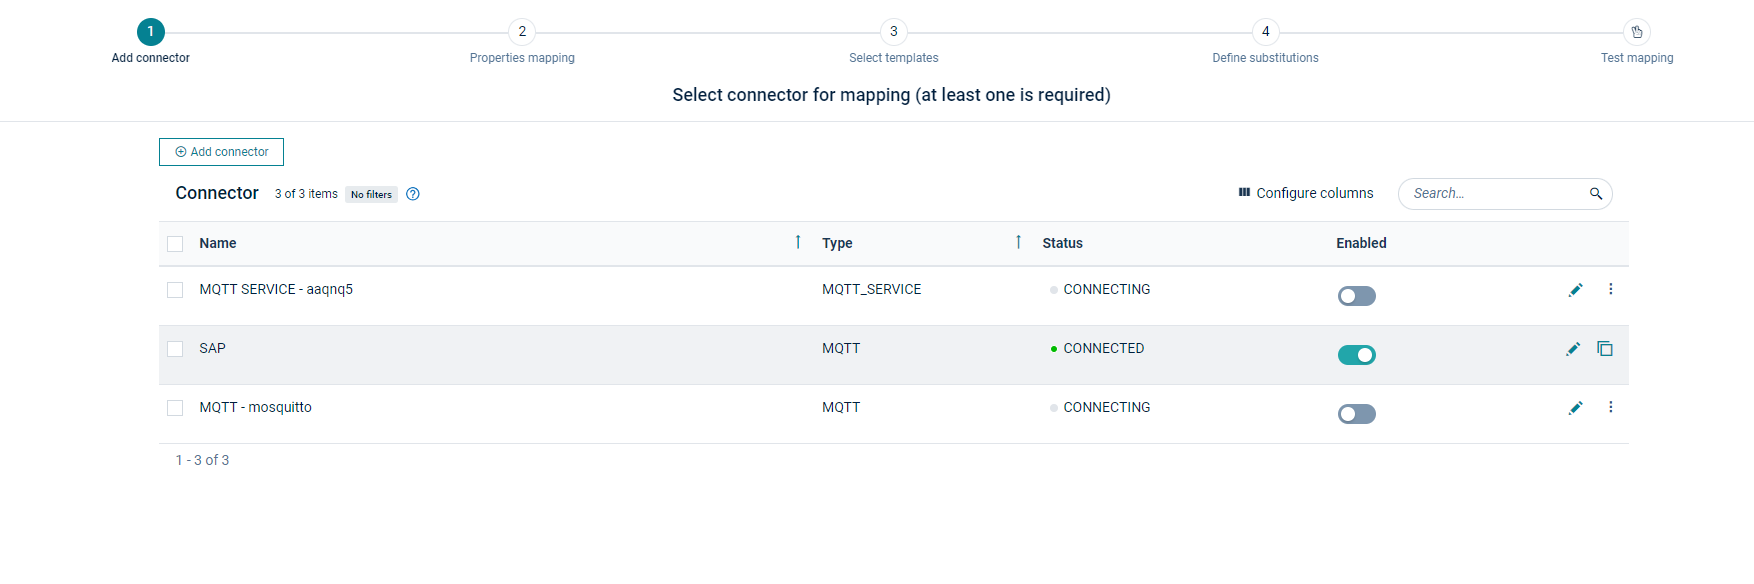 1 2 3 4
Add connector Properties mapping Select templates Define substitutions Test mapping
Select connector for mapping (at least one is required)
Add connector
Connector 3 of 3 items No filters ? Configure columns Search...
Name Type Status Enabled
MQTT SERVICE - aaqnq5 MQTT_SERVICE CONNECTING
SAP MQTT CONNECTED
MQTT - mosquitto MQTT CONNECTING
1 - 3 of 3